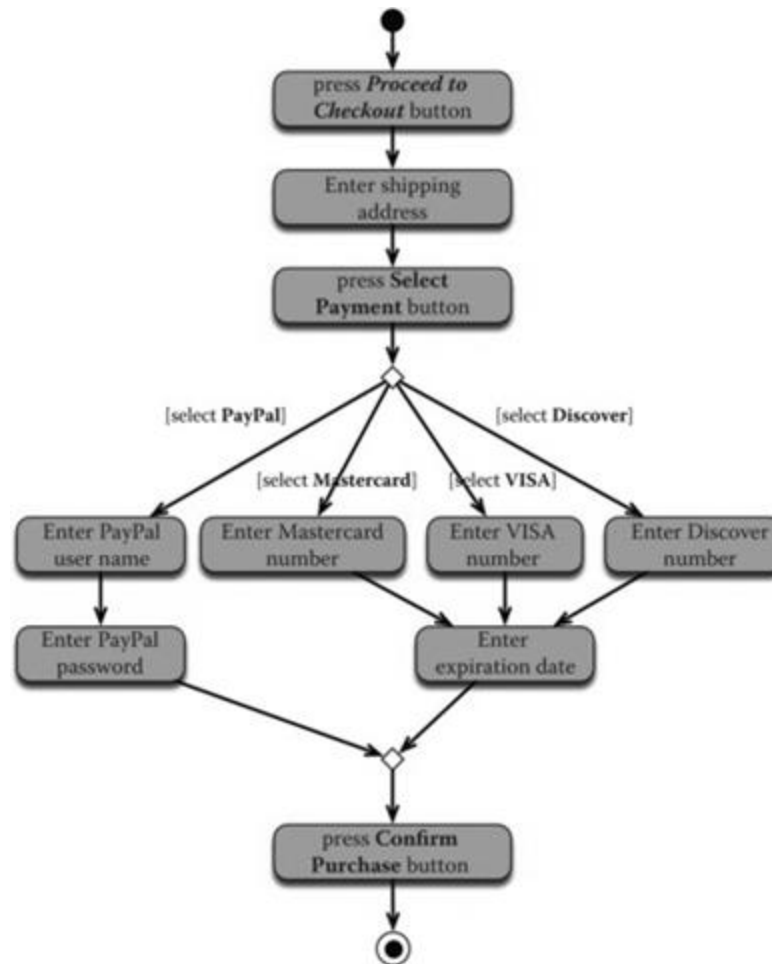 press Proceed to
Checkout button
Enter shipping
address
press Select
Payment button
[select PayPal]
[select Discover]
[select Mastercard]
[select VISA]
Enter PayPal
user name
Enter Mastercard
number
Enter VISA
number
Enter Discover
number
Enter PayPal
password
Enter
expiration date
press Confirm
Purchase button